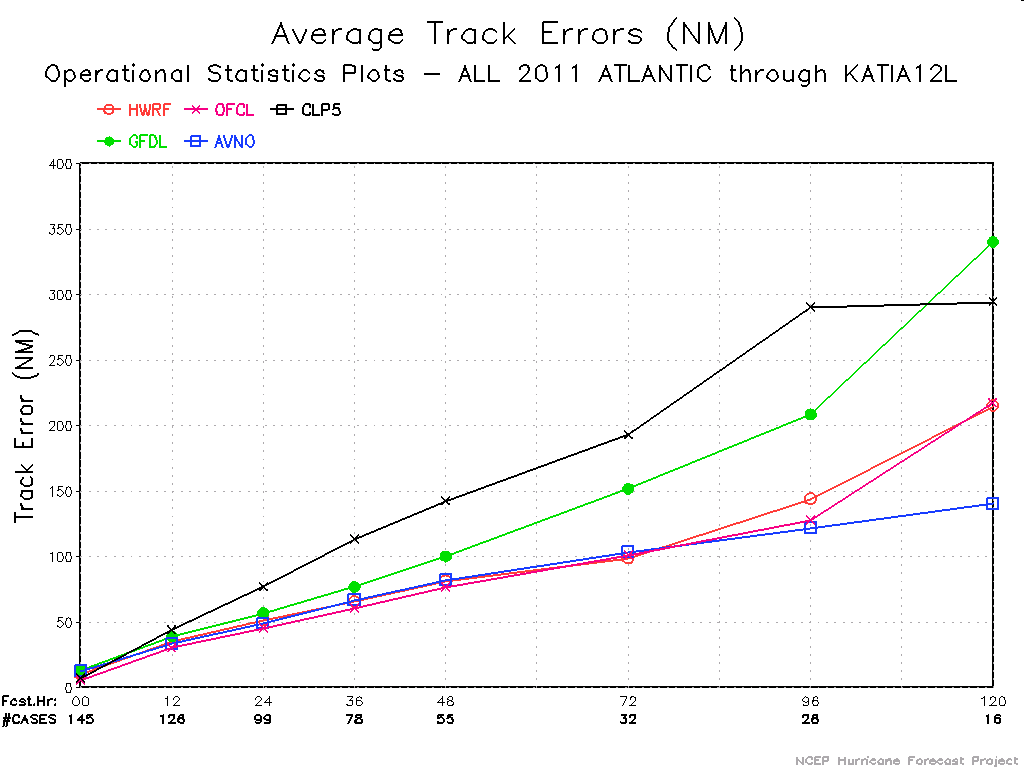 Average Track Errors (NM)
Operational Statistics Plots - ALL 2011 ATLANTIC through KATIA12L
HWRF OFCL CLP5
GFDL AVNO
400
350
300
250
200
150
100
50
0
Track Error (NM)
Fcst.Hr: 00 12 24 36 48 72 96 120
#CASES 145 126 99 78 55 32 26 16
NCEP Hurricane Forecast Project